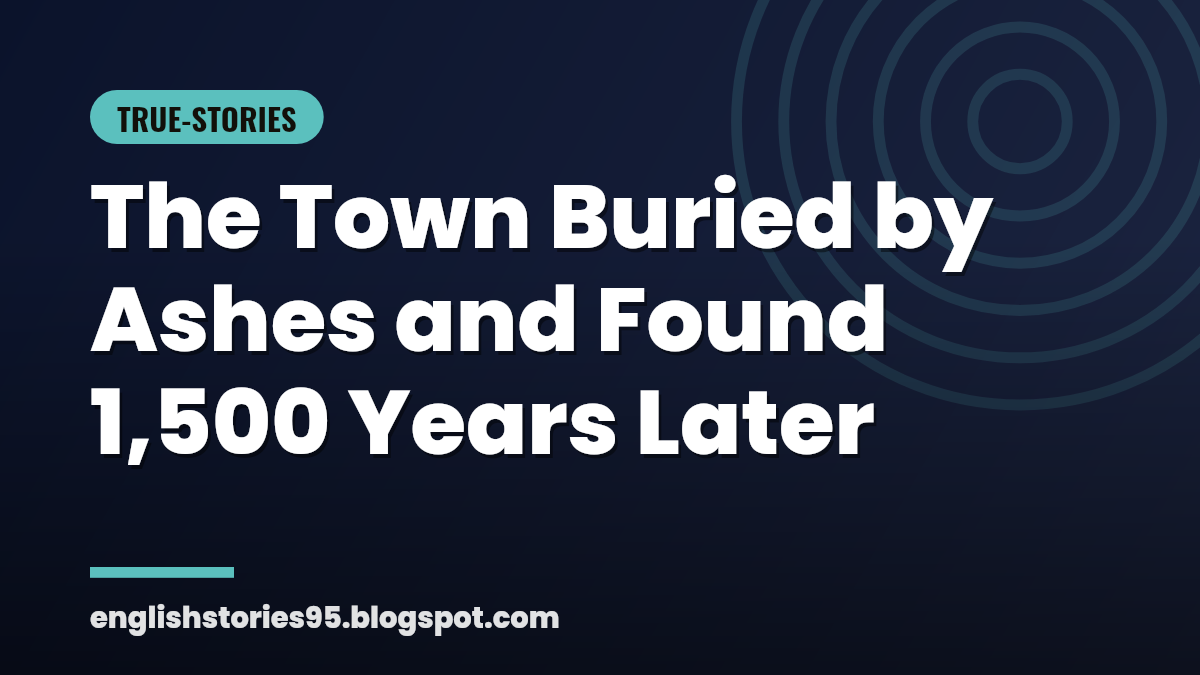 TRUE-STORIES
The Town Buried by
Ashes and Found
1,500 Years Later
englishstories95.blogspot.com